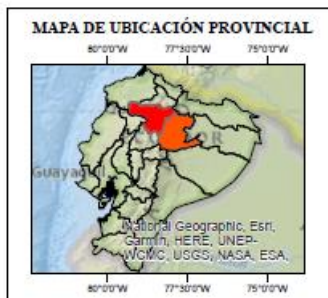 MAPA DE UBICACIÓN PROVINCIAL
80°0'0"W 77°30'0"W 75°0'0"W
Guayaquil
National Geographic, Esri,
Garmin, HERE, UNEP-
WCMC, USGS, NASA, ESA,
80°0'0"W 77°30'0"W 75°0'0"W